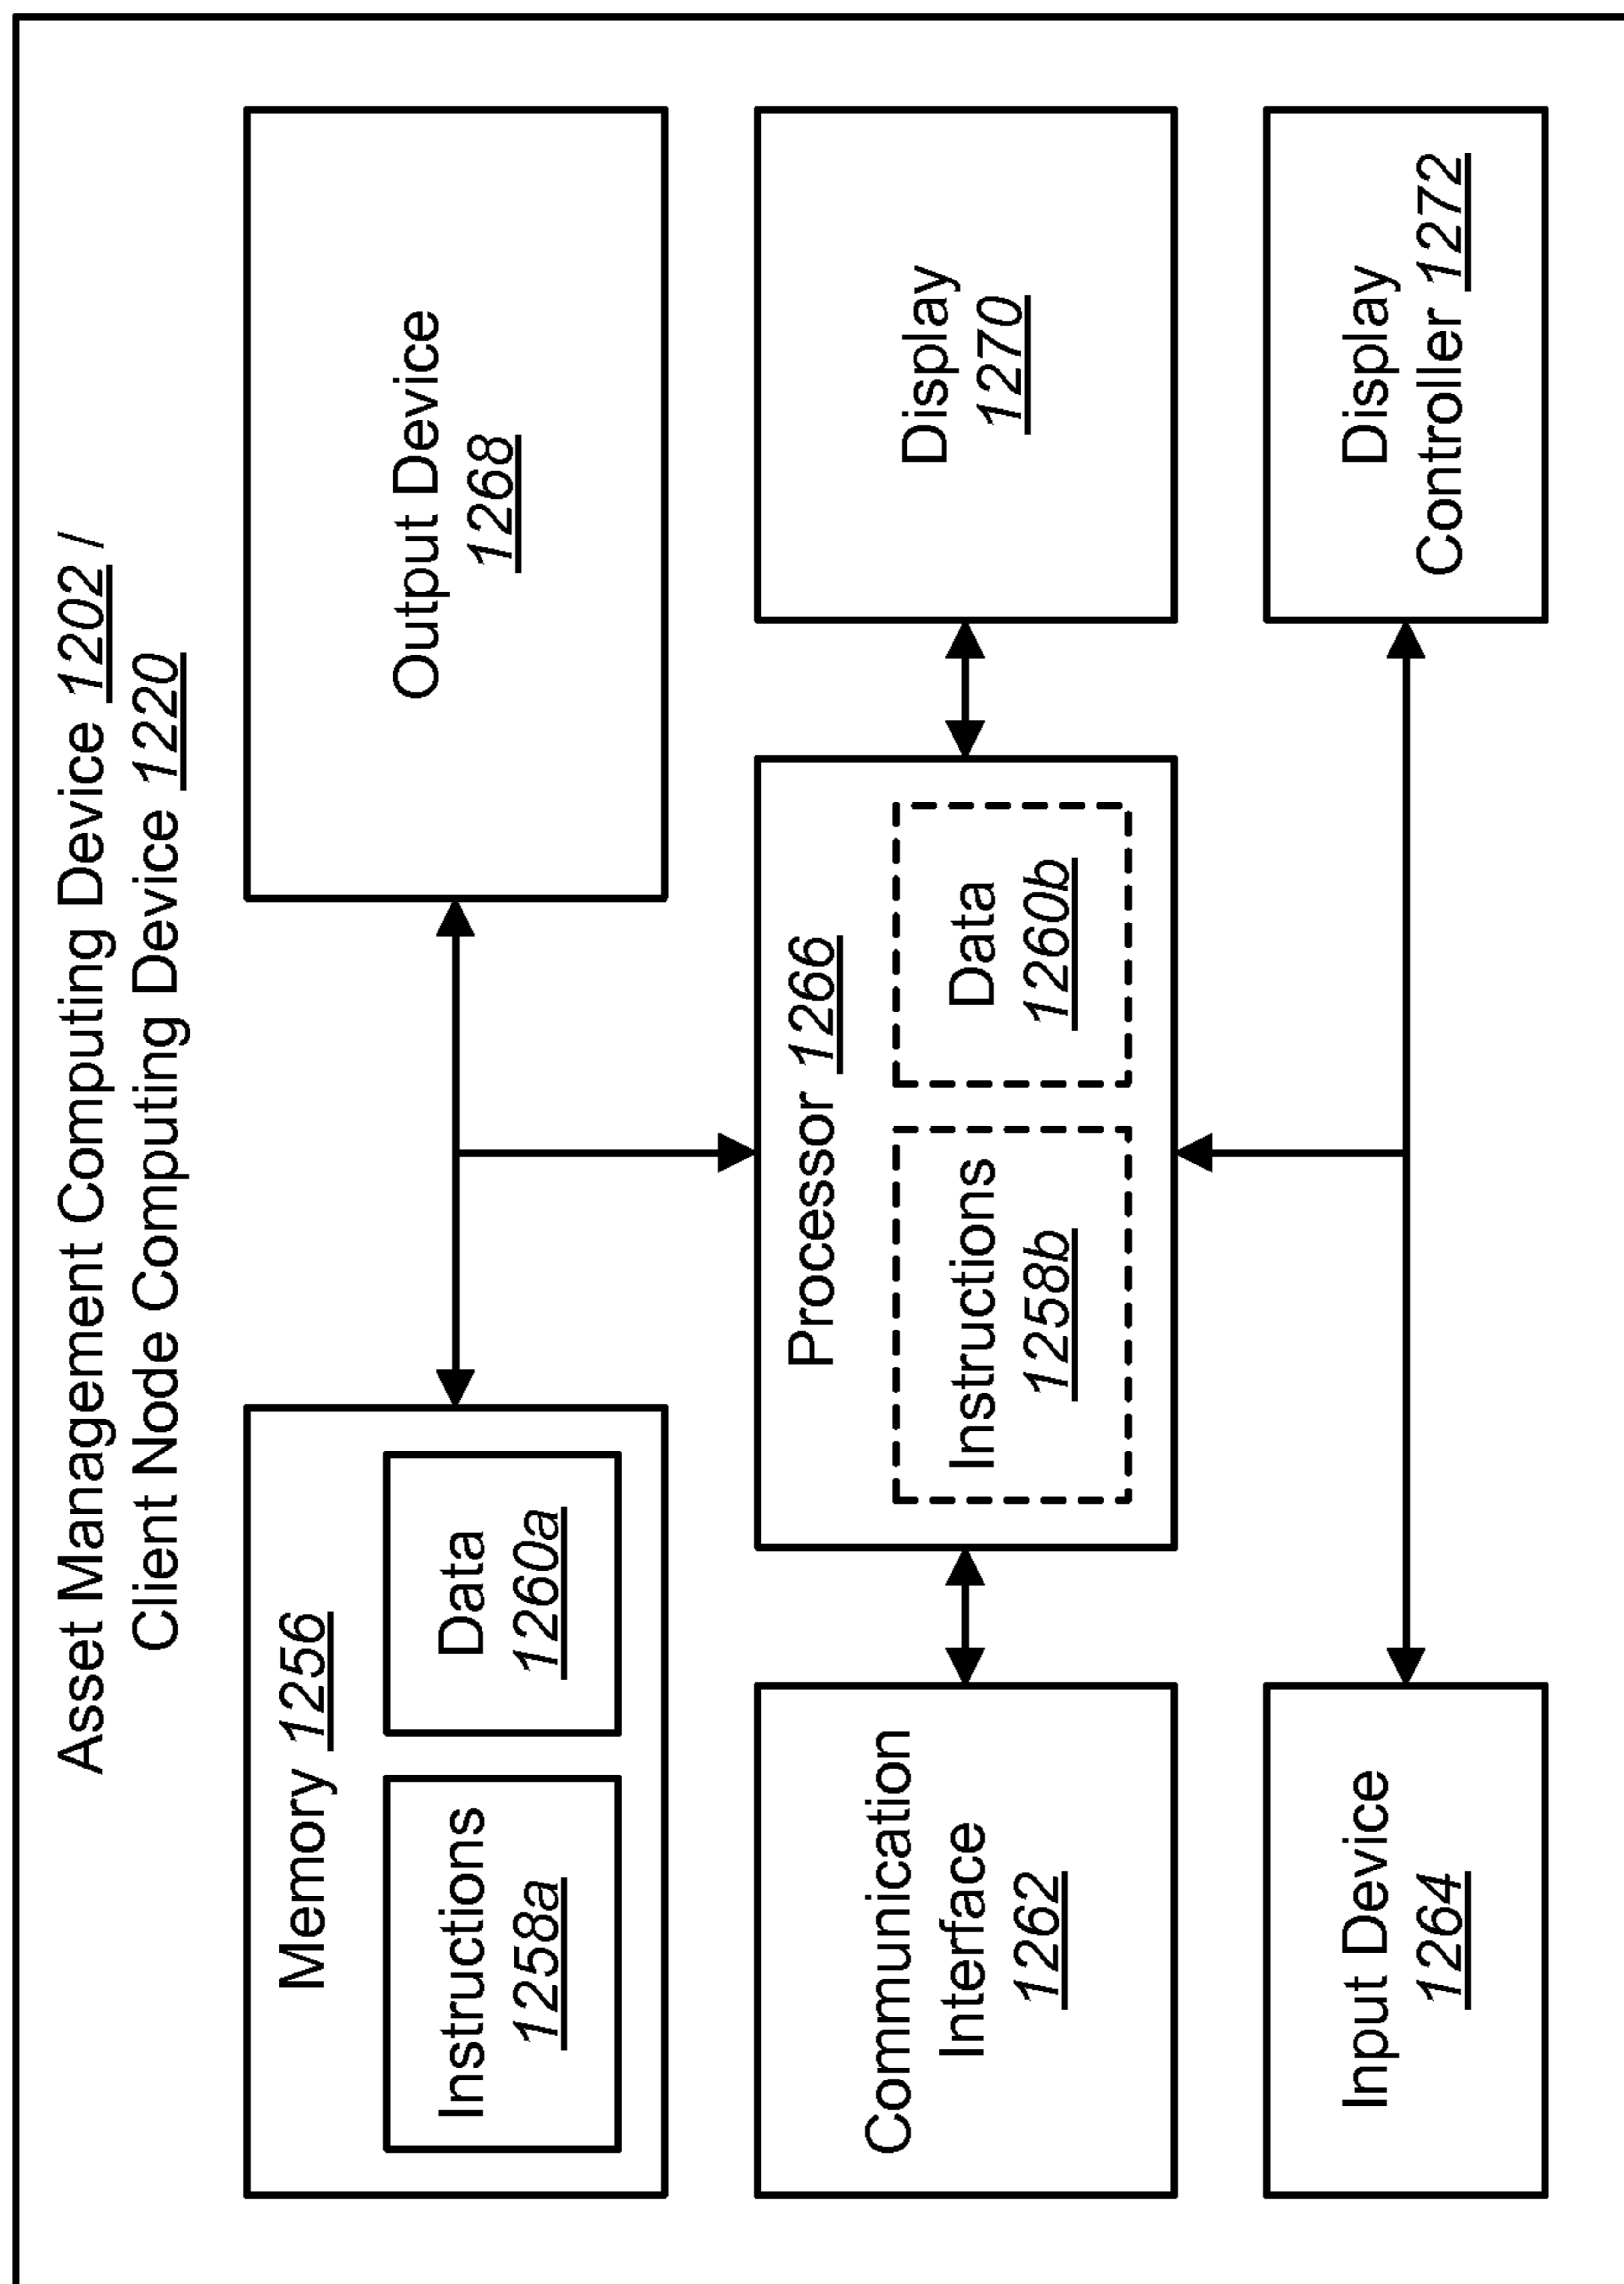 Asset Management Computing Device 1202 /
Client Node Computing Device 1220
Memory 1256
Instructions
1258a
Data
1260a
Output Device
1268
Communication
Interface
1262
Processor 1266
Instructions
1258b
Data
1260b
Display
1270
Input Device
1264
Display
Controller 1272